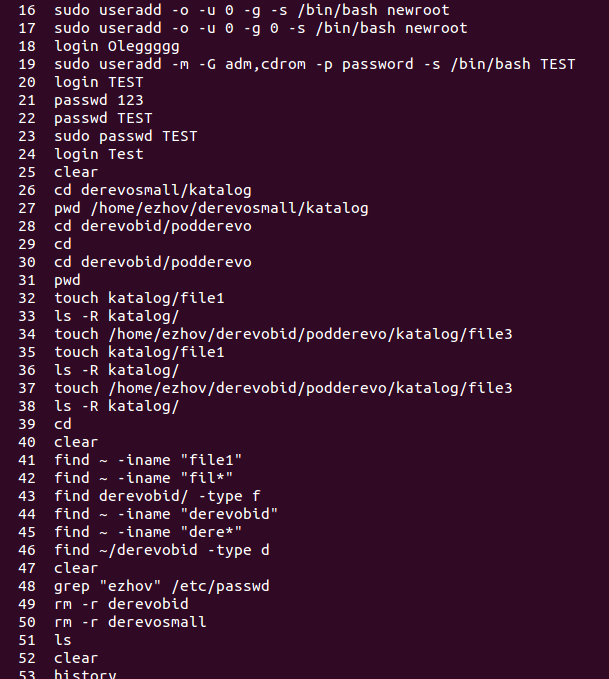 16 sudo useradd -o -u 0 -g -s /bin/bash newroot
17 sudo useradd -o -u 0 -g 0 -s /bin/bash newroot
18 login Oleggggg
19 sudo useradd -m -G adm,cdrom -p password -s /bin/bash TEST
20 login TEST
21 passwd 123
22 passwd TEST
23 sudo passwd TEST
24 login Test
25 clear
26 cd derevosmall/katalog
27 pwd /home/ezhov/derevosmall/katalog
28 cd derevobid/podderevo
29 cd
30 cd derevobid/podderevo
31 pwd
32 touch katalog/file1
33 ls -R katalog/
34 touch /home/ezhov/derevobid/podderevo/katalog/file3
35 touch katalog/file1
36 ls -R katalog/
37 touch /home/ezhov/derevobid/podderevo/katalog/file3
38 ls -R katalog/
39 cd
40 clear
41 find ~ -iname "file1"
42 find ~ -iname "fil*"
43 find derevobid/ -type f
44 find ~ -iname "derevobid"
45 find ~ -iname "dere*"
46 find ~/derevobid -type d
47 clear
48 grep "ezhov" /etc/passwd
49 rm -r derevobid
50 rm -r derevosmall
51 ls
52 clear
53 history